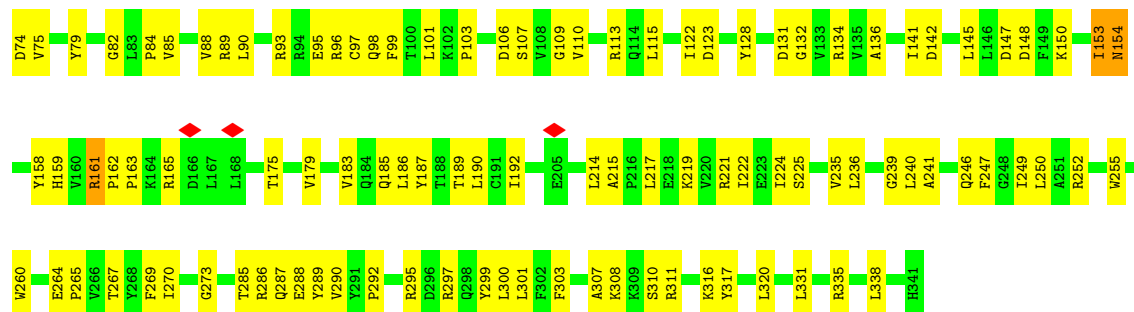 D74 V75 Y79 G82 L83 P84 V85 V88 R89 L90 R93 R94 E95 R96 C97 Q98 F99 T100 L101 K102 P103 D106 S107 V108 G109 V110 R113 Q114 L115 I122 D123 Y128 D131 G132 V133 R134 V135 A136 I141 D142 L145 L146 D147 D148 F149 K150 I153 N154
Y158 H159 V160 R161 P162 P163 K164 R165 D166 L167 L168 T175 V179 V183 Q184 Q185 L186 Y187 T188 T189 L190 C191 I192 E205 L214 A215 P216 L217 E218 K219 V220 R221 I222 E223 I224 S225 V235 L236 G239 L240 A241 Q246 F247 G248 I249 L250 A251 R252 W255
W260 E264 P265 V266 T267 Y268 F269 I270 G273 T285 R286 Q287 E288 Y289 V290 Y291 P292 R295 D296 R297 Q298 Y299 L300 L301 F302 F303 A307 K308 K309 S310 R311 K316 Y317 L320 L331 R335 L338 H341